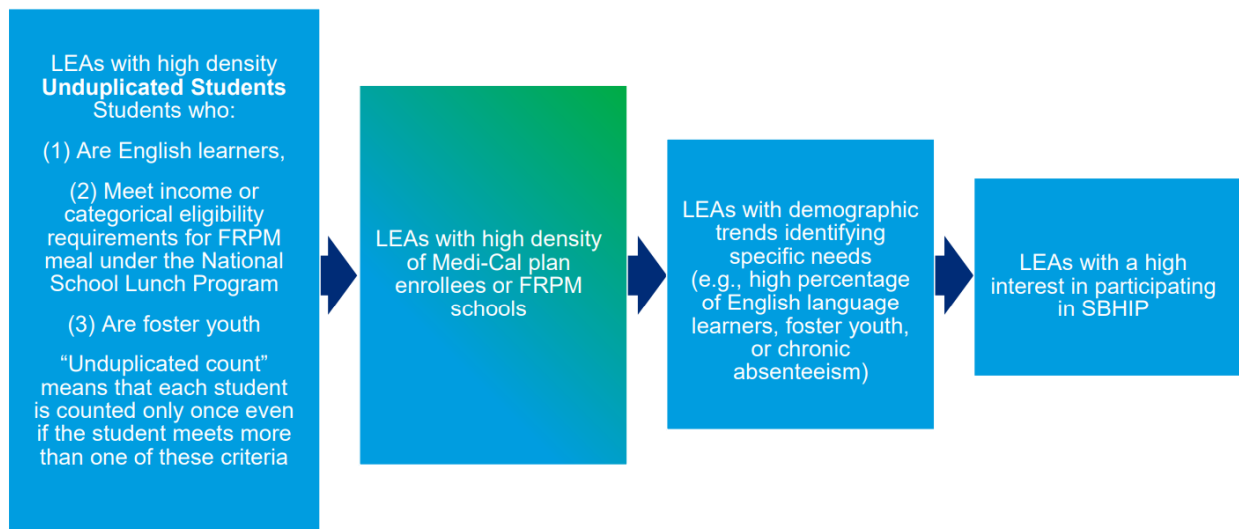 LEAs with high density
Unduplicated Students
Students who:
(1) Are English learners,
(2) Meet income or
categorical eligibility
requirements for FRPM
meal under the National
School Lunch Program
(3) Are foster youth
“Unduplicated count”
means that each student
is counted only once even
if the student meets more
than one of these criteria
LEAs with high density
of Medi-Cal plan
enrollees or FRPM
schools
LEAs with demographic
trends identifying
specific needs
(e.g., high percentage
of English language
learners, foster youth,
or chronic
absenteeism)
LEAs with a high
interest in participating
in SBHIP